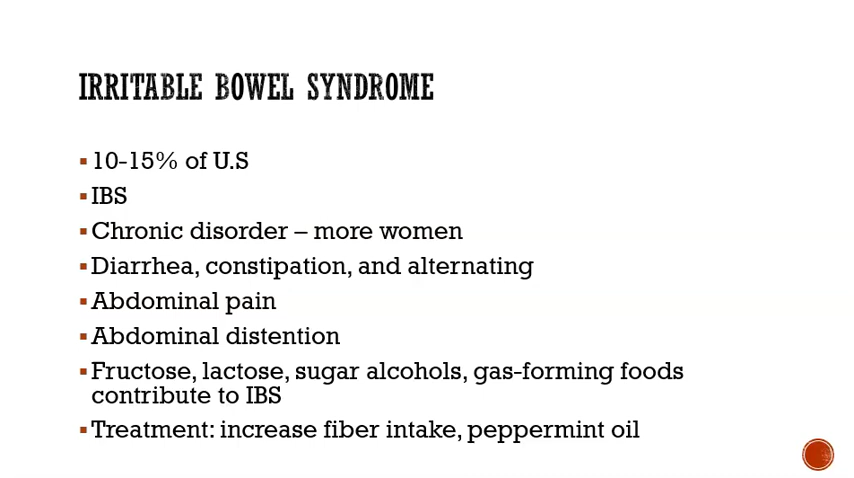 IRRITABLE BOWEL SYNDROME
▪ 10-15% of U.S
▪ IBS
▪ Chronic disorder – more women
▪ Diarrhea, constipation, and alternating
▪ Abdominal pain
▪ Abdominal distention
▪ Fructose, lactose, sugar alcohols, gas-forming foods
contribute to IBS
▪ Treatment: increase fiber intake, peppermint oil